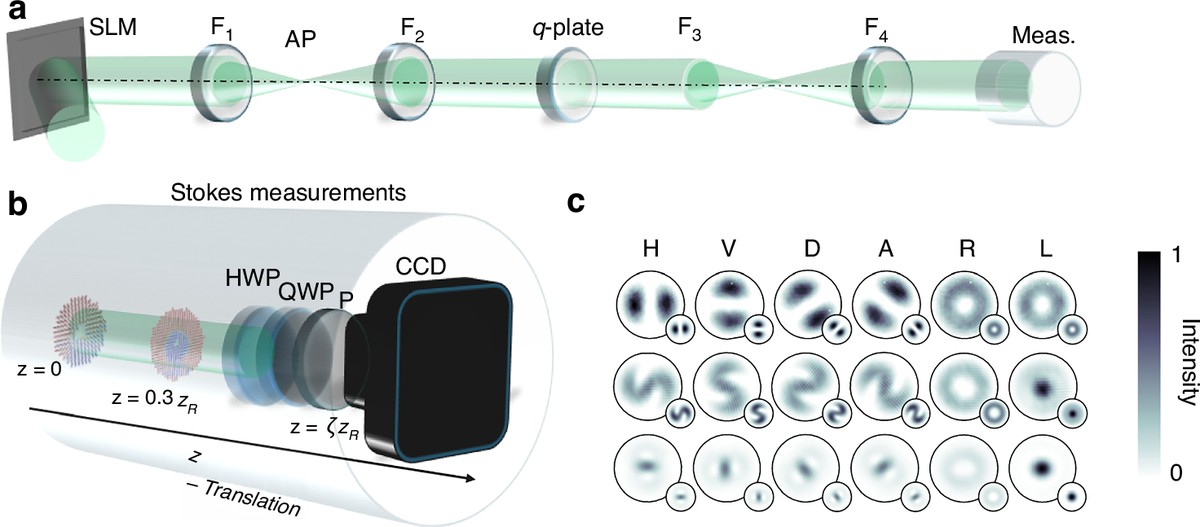 a
SLM
F1
AP
F2
q-plate
F3
F4
Meas.
b
Stokes measurements
HWP
QWP
P
CCD
z = 0
z = 0.3 zR
z = ζzR
z
– Translation
c
H V D A R L
1
Intensity
0